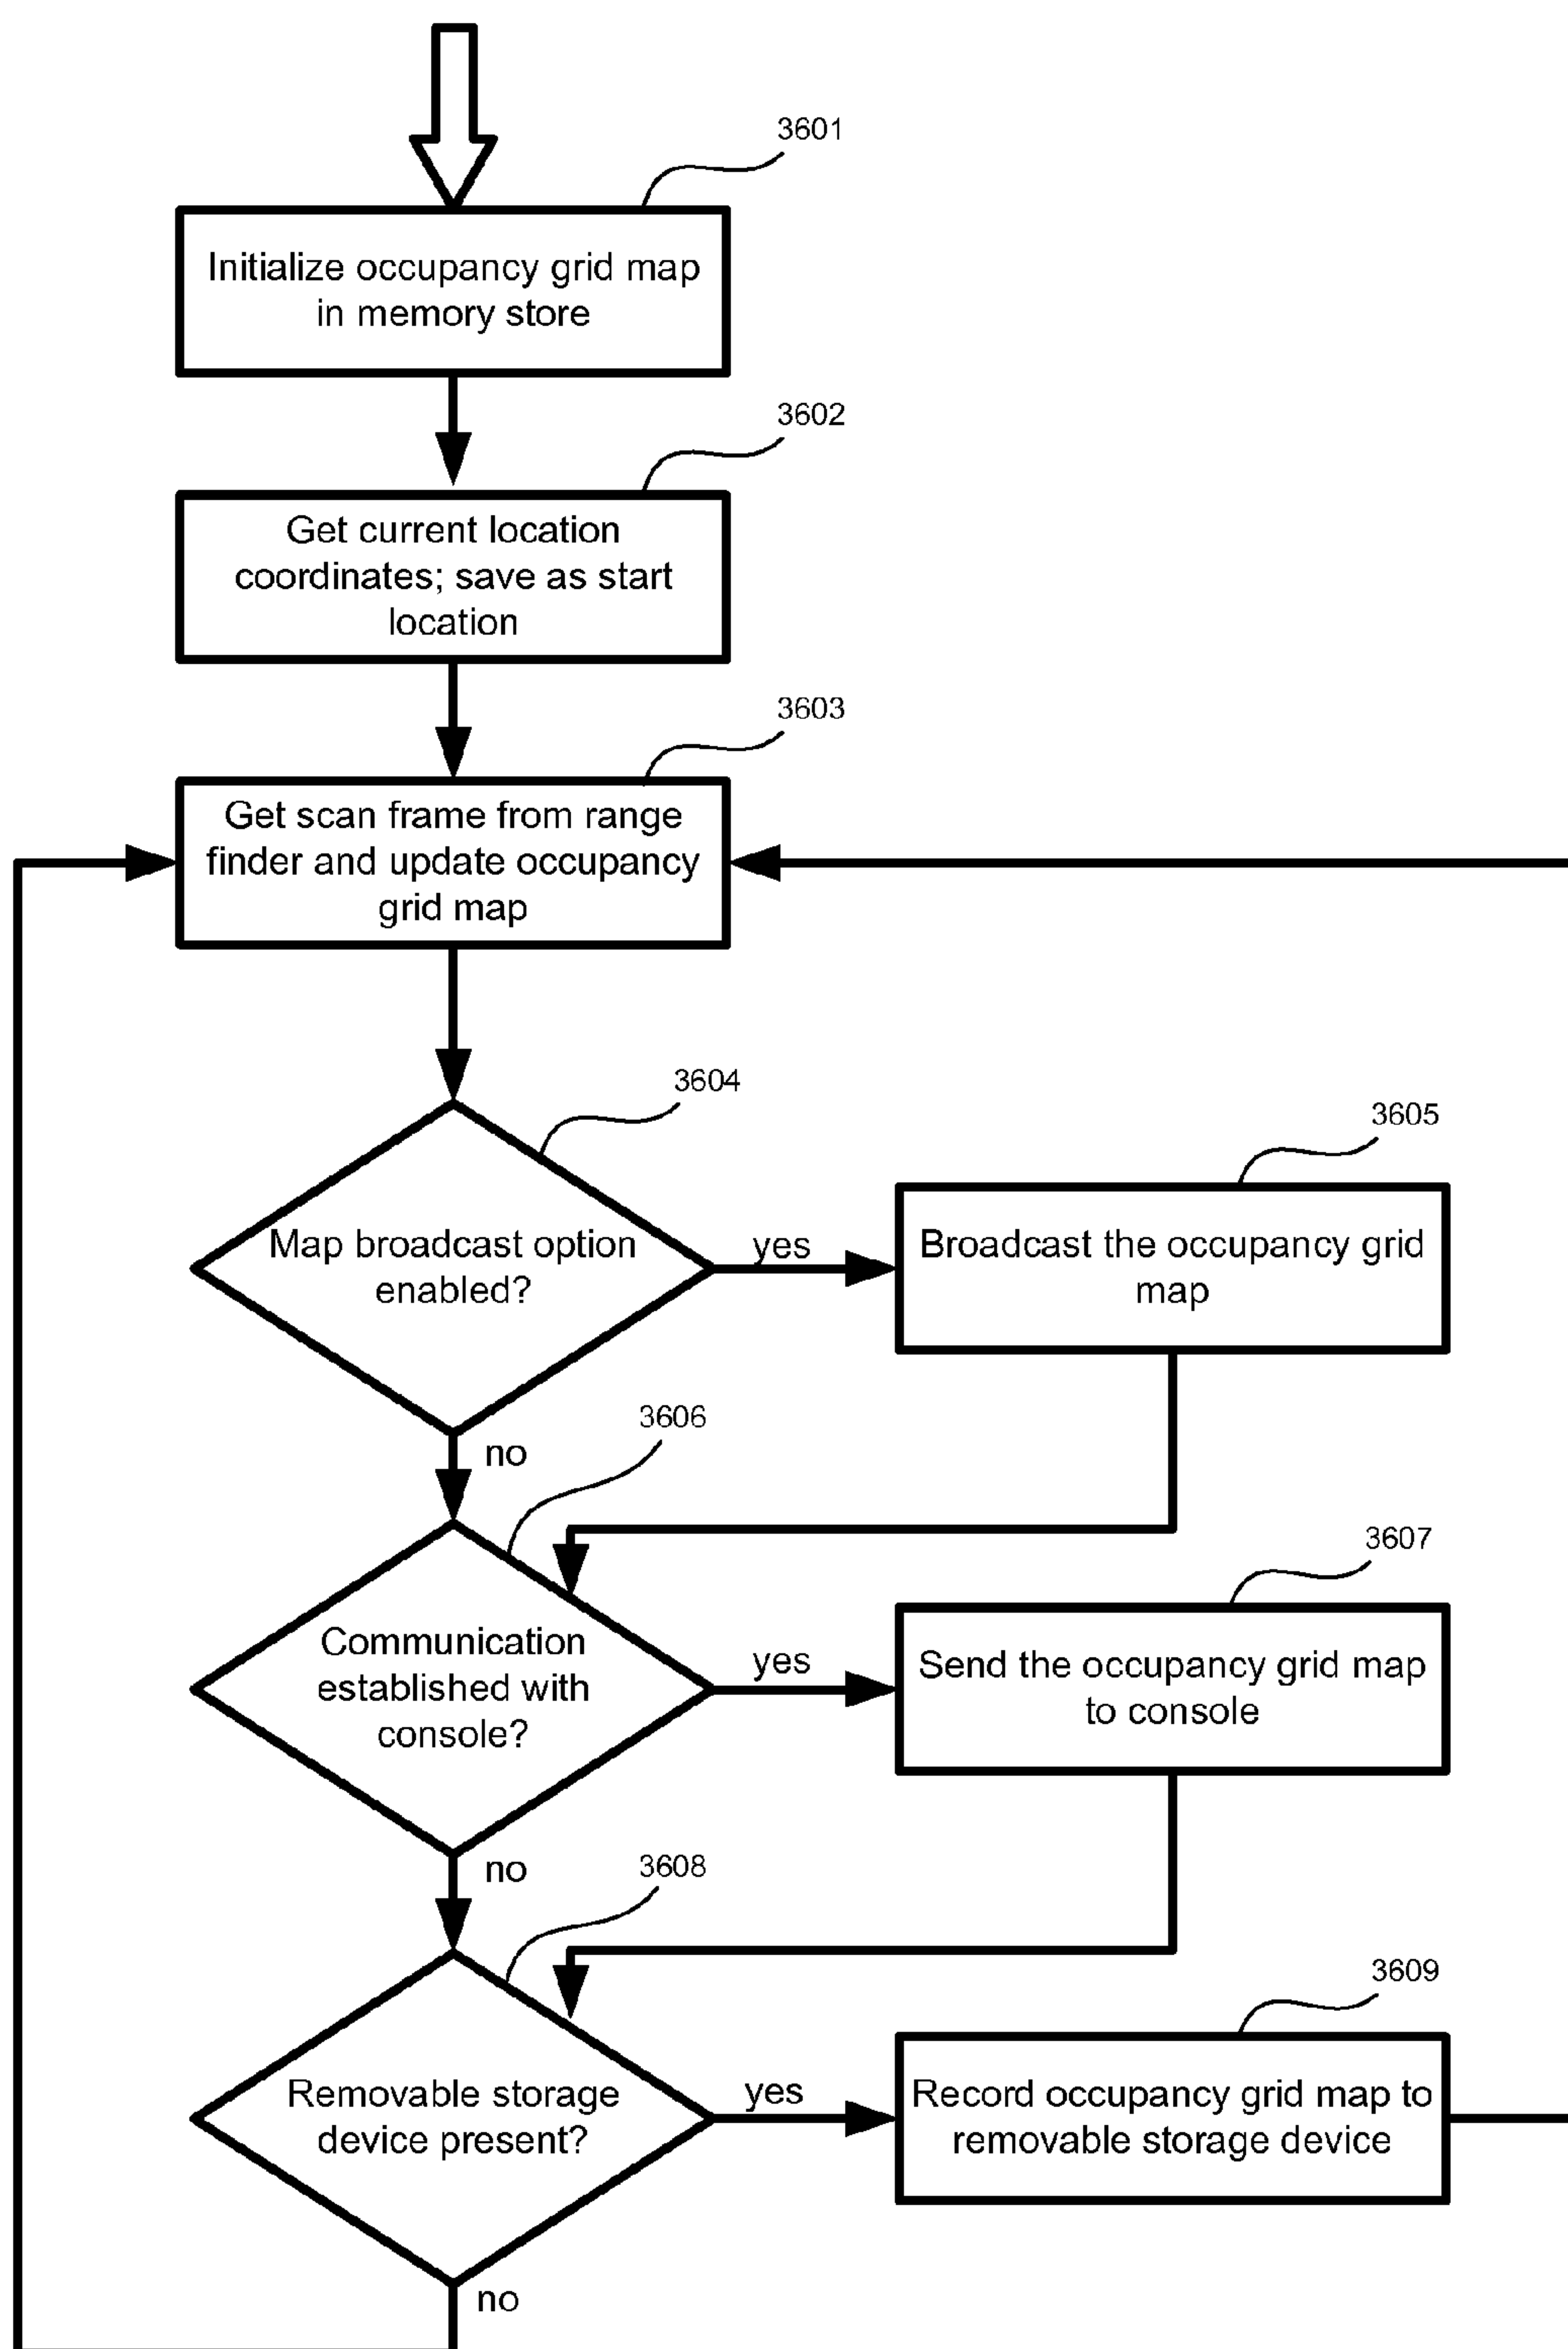 3601
Initialize occupancy grid map
in memory store
3602
Get current location
coordinates; save as start
location
3603
Get scan frame from range
finder and update occupancy
grid map
3604
Map broadcast option
enabled?
yes
3605
Broadcast the occupancy grid
map
no
3606
Communication
established with
console?
yes
3607
Send the occupancy grid map
to console
no
3608
Removable storage
device present?
yes
3609
Record occupancy grid map to
removable storage device
no